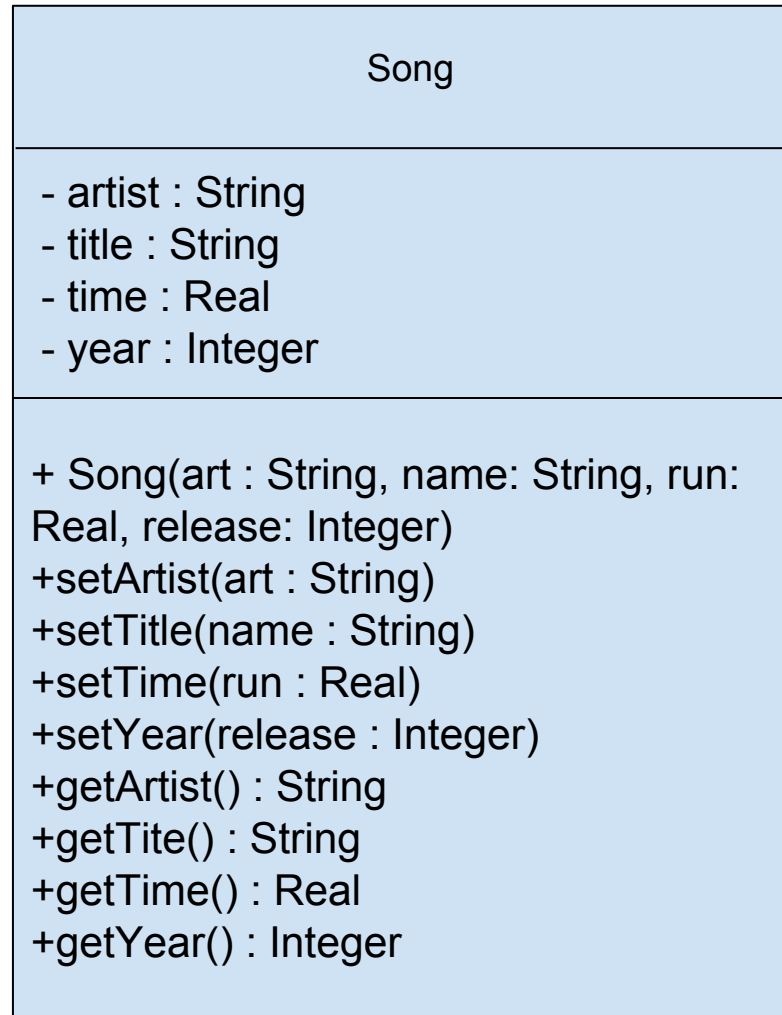 Song
- artist : String
- title : String
- time : Real
- year : Integer
+ Song(art : String, name: String, run:
Real, release: Integer)
+setArtist(art : String)
+setTitle(name : String)
+setTime(run : Real)
+setYear(release : Integer)
+getArtist() : String
+getTite() : String
+getTime() : Real
+getYear() : Integer